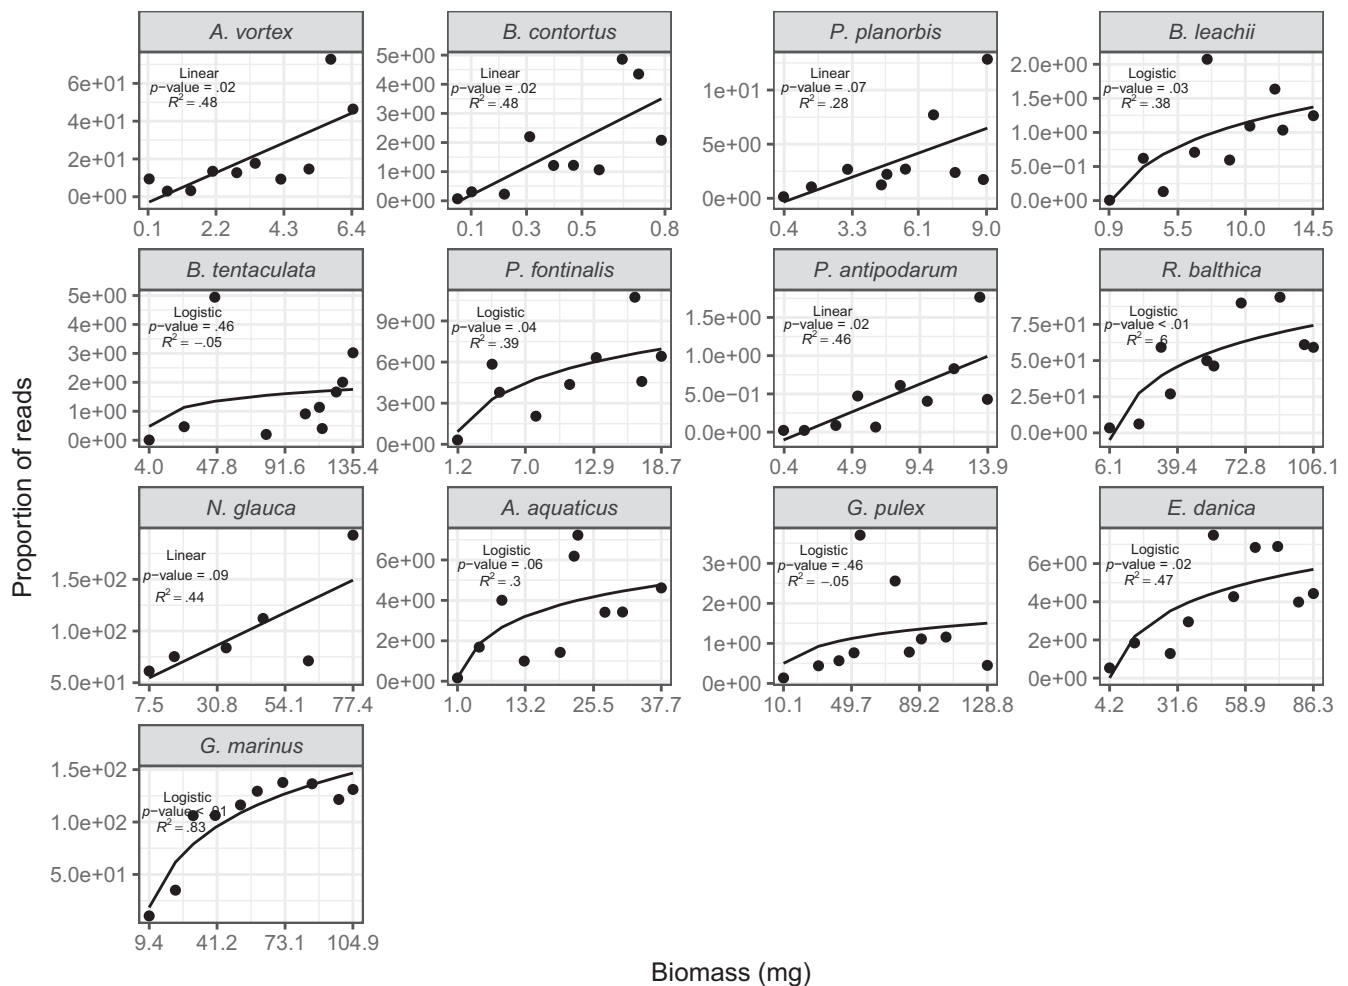 A. vortex
B. contortus
P. planorbis
B. leachii
6e+01
4e+01
2e+01
0e+00
Linear
p−value = .02
R2 = .48
0.1 2.2 4.3 6.4
5e+00
4e+00
3e+00
2e+00
1e+00
0e+00
Linear
p−value = .02
R2 = .48
0.1 0.3 0.5 0.8
1e+01
5e+00
0e+00
Linear
p−value = .07
R2 = .28
0.4 3.3 6.1 9.0
2.0e+00
1.5e+00
1.0e+00
5.0e−01
0.0e+00
Logistic
p−value = .03
R2 = .38
0.9 5.5 10.0 14.5
B. tentaculata
P. fontinalis
P. antipodarum
R. balthica
5e+00
4e+00
3e+00
2e+00
1e+00
0e+00
Logistic
p−value = .46
R2 = −.05
4.0 47.8 91.6 135.4
9e+00
6e+00
3e+00
0e+00
Logistic
p−value = .04
R2 = .39
1.2 7.0 12.9 18.7
1.5e+00
1.0e+00
5.0e−01
0.0e+00
Linear
p−value = .02
R2 = .46
0.4 4.9 9.4 13.9
7.5e+01
5.0e+01
2.5e+01
0.0e+00
Logistic
p−value < .01
R2 = .6
6.1 39.4 72.8 106.1
N. glauca
A. aquaticus
G. pulex
E. danica
1.5e+02
1.0e+02
5.0e+01
Linear
p−value = .09
R2 = .44
7.5 30.8 54.1 77.4
6e+00
4e+00
2e+00
0e+00
Logistic
p−value = .06
R2 = .3
1.0 13.2 25.5 37.7
3e+00
2e+00
1e+00
0e+00
Logistic
p−value = .46
R2 = −.05
10.1 49.7 89.2 128.8
6e+00
4e+00
2e+00
0e+00
Logistic
p−value = .02
R2 = .47
4.2 31.6 58.9 86.3
G. marinus
1.5e+02
1.0e+02
5.0e+01
Logistic
p−value < .01
R2 = .83
9.4 41.2 73.1 104.9
Proportion of reads
Biomass (mg)